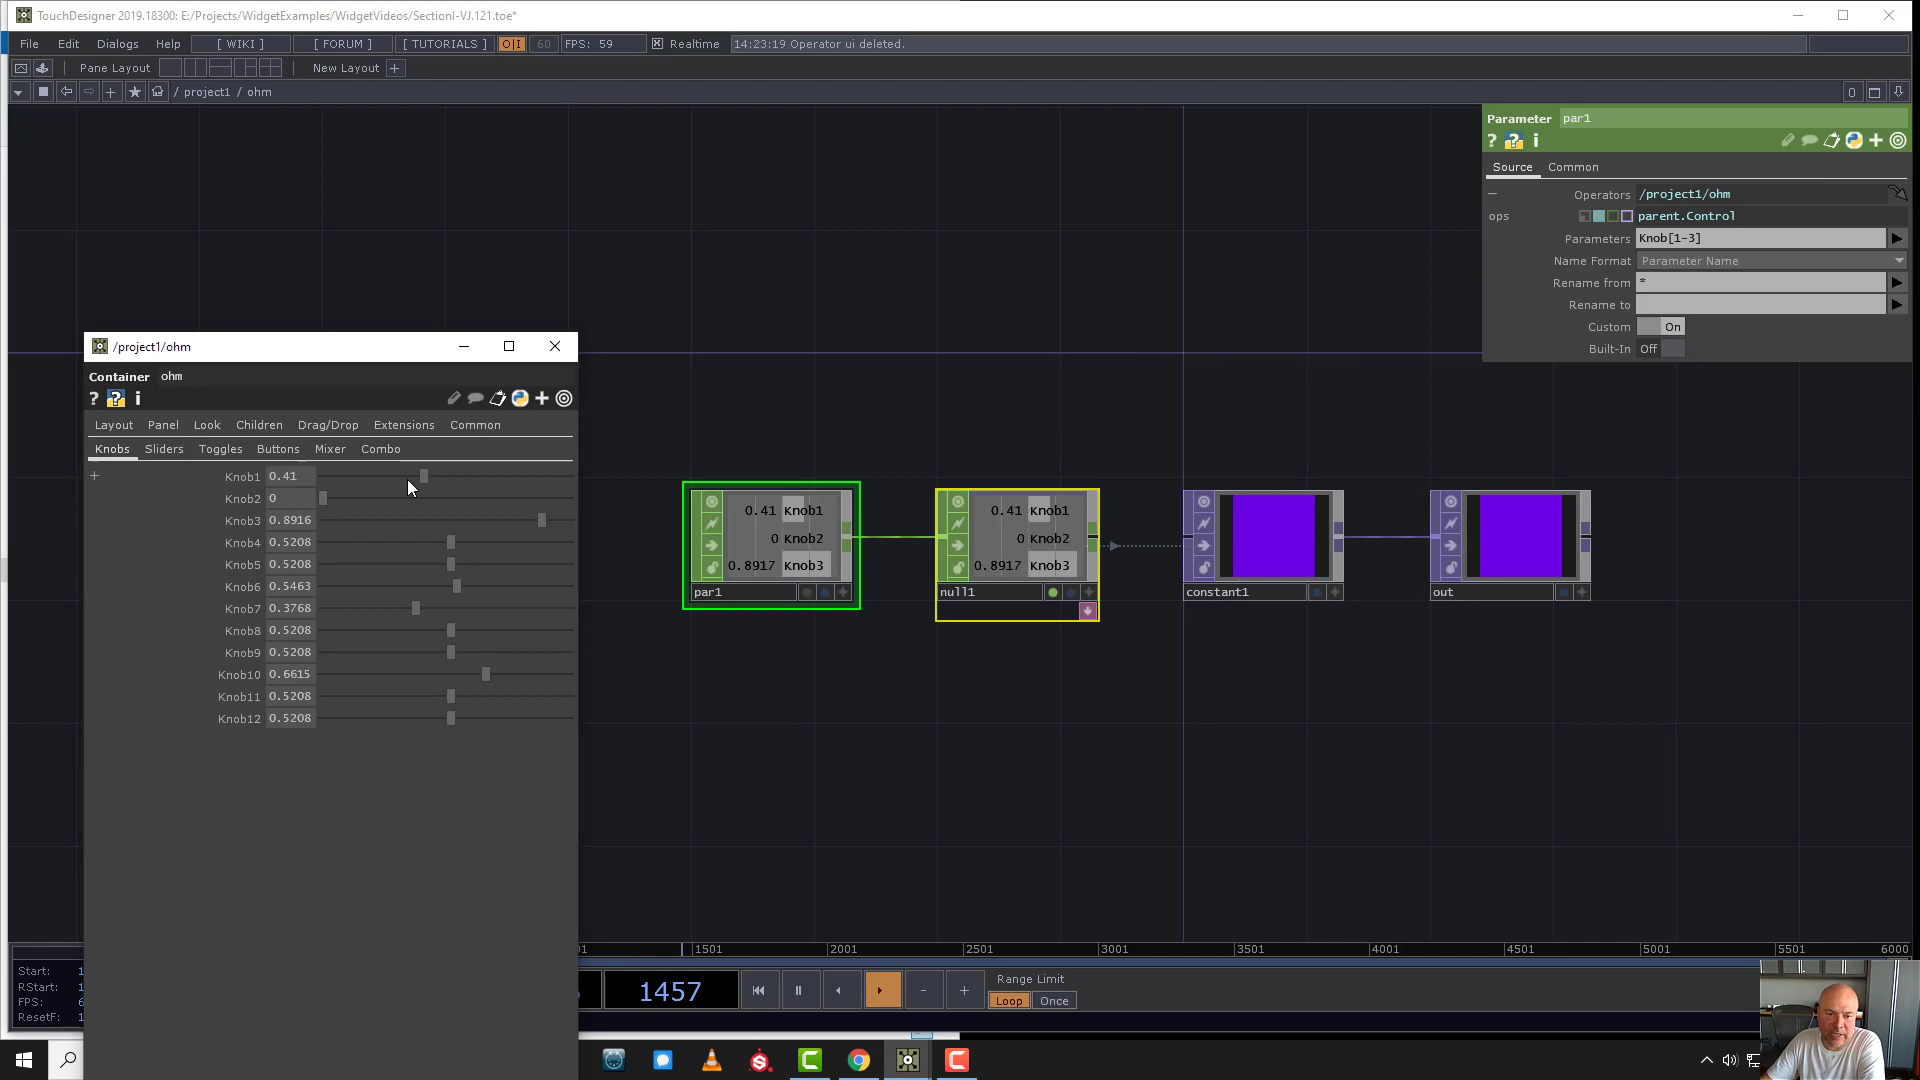 TouchDesigner 2019.18300: E:/Projects/WidgetExamples/WidgetVideos/SectionI-VJ.121.toe*
File Edit Dialogs Help [ WIKI ] [ FORUM ] [ TUTORIALS ] O|I 60 FPS: 59 Realtime 14:23:19 Operator ui deleted.
Pane Layout New Layout +
/ project1 / ohm 0
Parameter par1
? ? i
Source Common
Operators /project1/ohm
ops parent.Control
Parameters Knob[1-3]
Name Format Parameter Name
Rename from *
Rename to
Custom On
Built-In Off
/project1/ohm
Container ohm
? ? i
Layout Panel Look Children Drag/Drop Extensions Common
Knobs Sliders Toggles Buttons Mixer Combo
Knob1 0.41
Knob2 0
Knob3 0.8916
Knob4 0.5208
Knob5 0.5208
Knob6 0.5463
Knob7 0.3768
Knob8 0.5208
Knob9 0.5208
Knob10 0.6615
Knob11 0.5208
Knob12 0.5208
0.41 Knob1
0 Knob2
0.8917 Knob3
par1
0.41 Knob1
0 Knob2
0.8917 Knob3
null1
constant1
out
1501 2001 2501 3001 3501 4001 4501 5001 5501 6000
Start: 1
RStart: 1
FPS: 6
ResetF: 1
1457
Range Limit
Loop Once